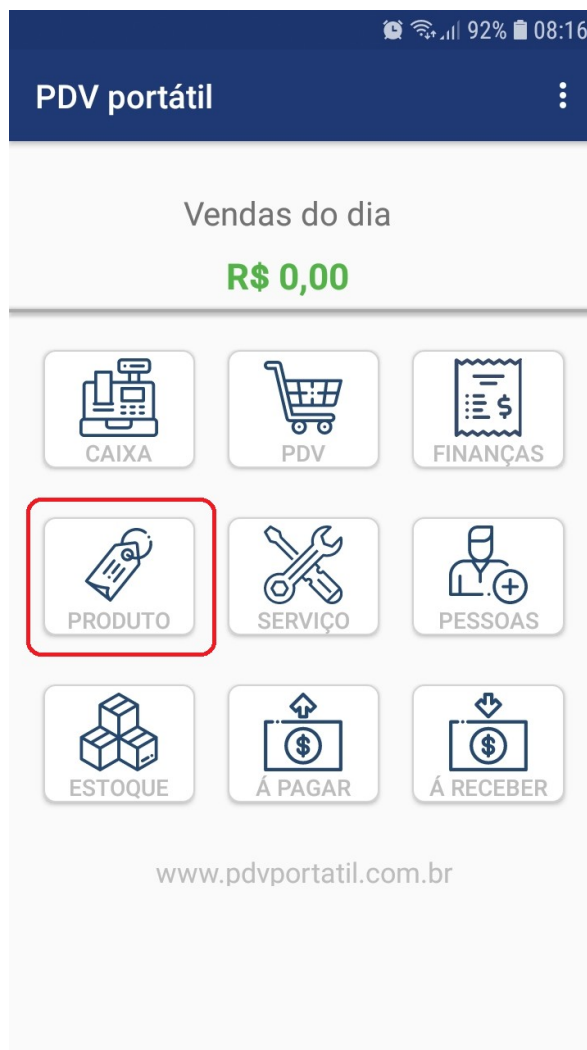 92% 08:16
PDV portátil
Vendas do dia
R$ 0,00
CAIXA PDV FINANÇAS
PRODUTO SERVIÇO PESSOAS
ESTOQUE Á PAGAR Á RECEBER
www.pdvportatil.com.br